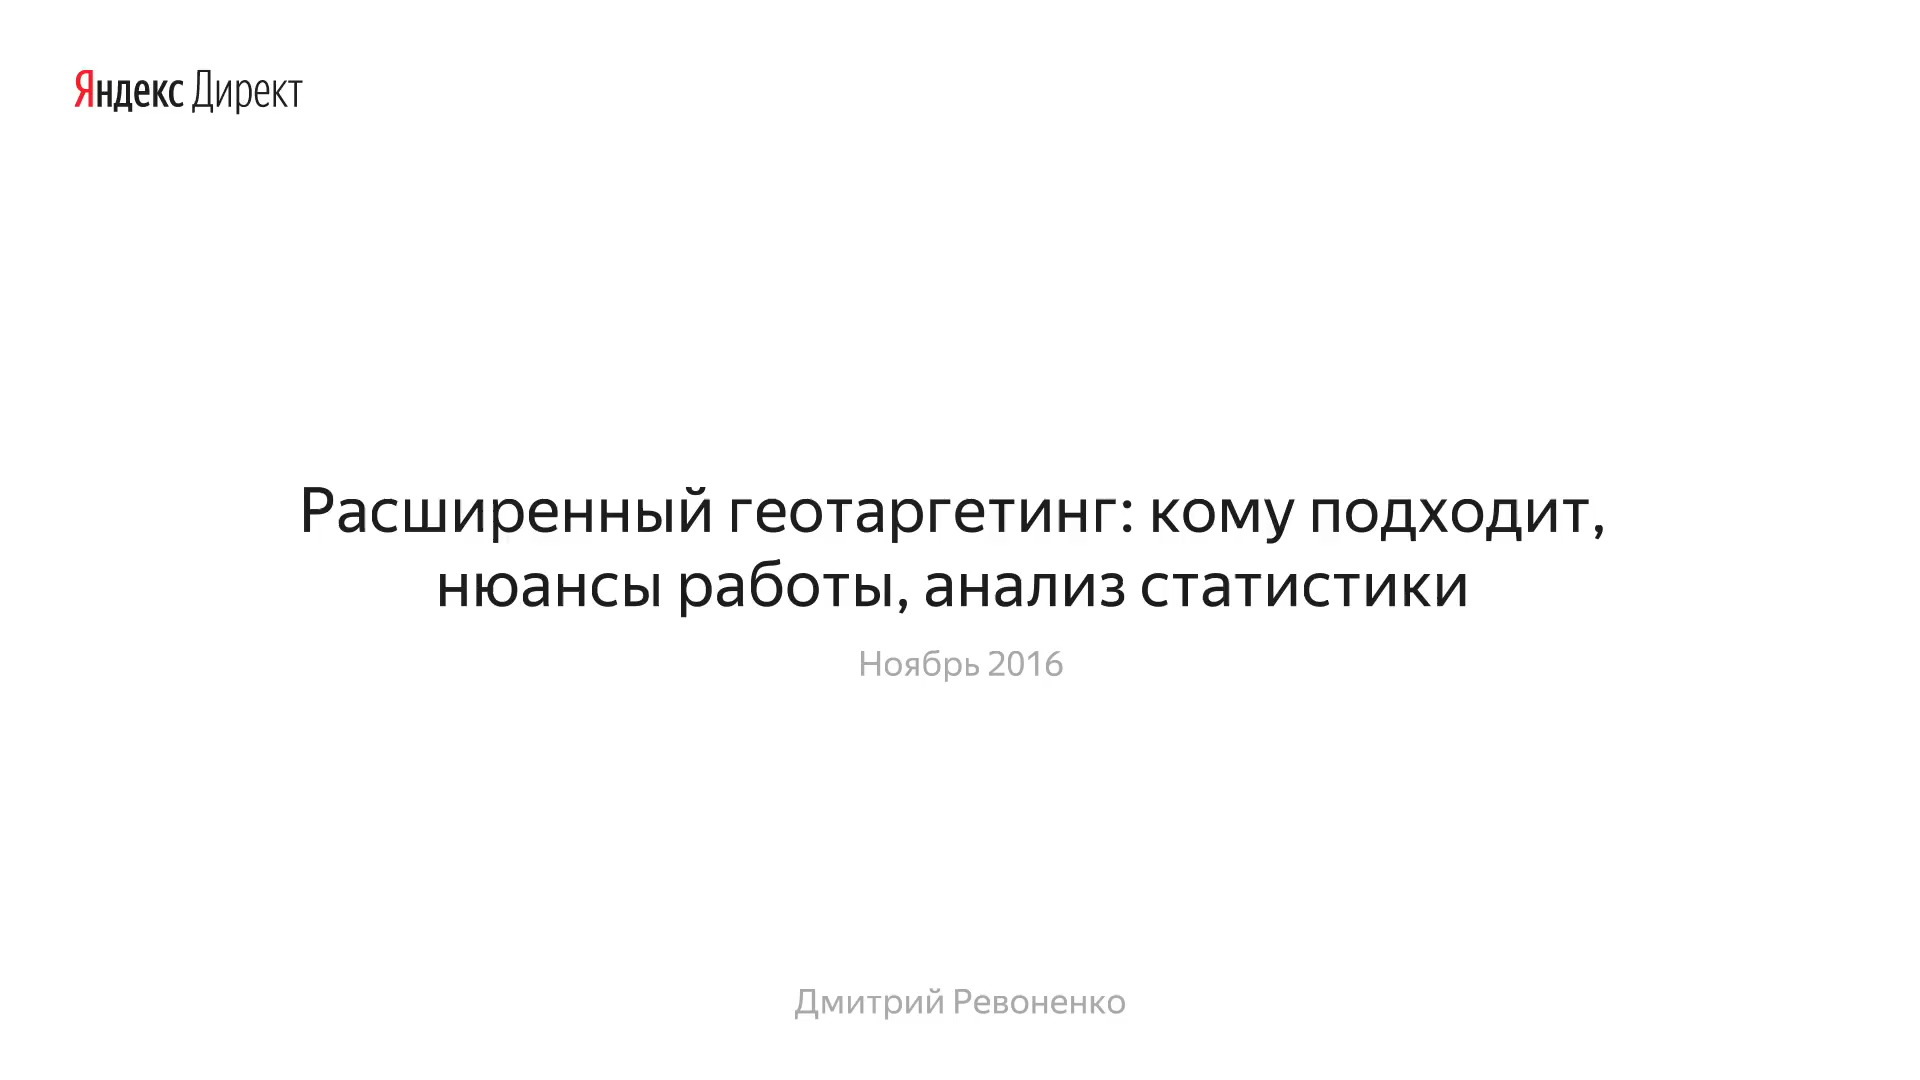 Яндекс Директ
Расширенный геотаргетинг: кому подходит,
нюансы работы, анализ статистики
Ноябрь 2016
Дмитрий Ревоненко